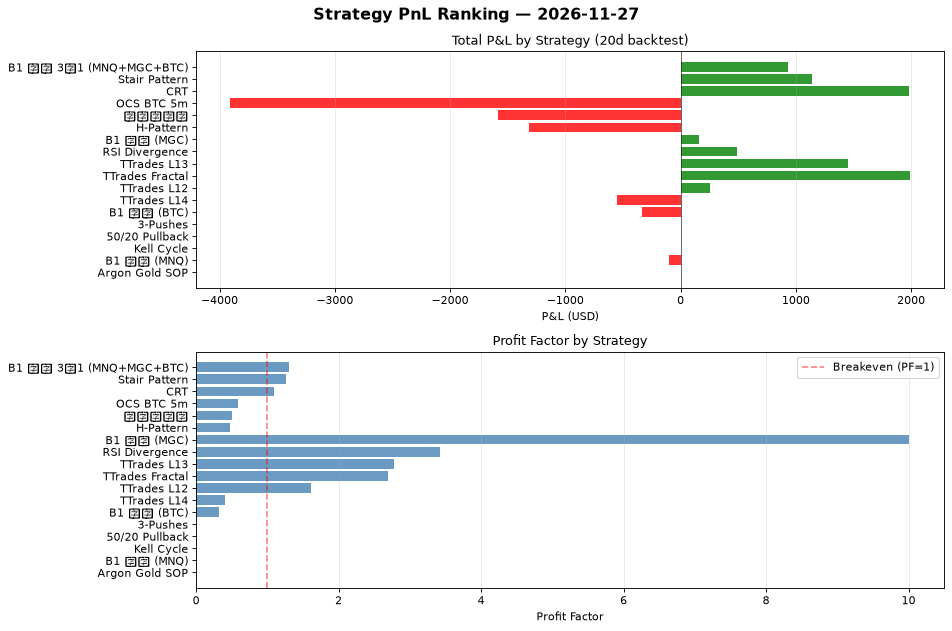 Strategy PnL Ranking — 2026-11-27
Total P&L by Strategy (20d backtest)
B1 3 1 (MNQ+MGC+BTC)
Stair Pattern
CRT
OCS BTC 5m
H-Pattern
B1 (MGC)
RSI Divergence
TTrades L13
TTrades Fractal
TTrades L12
TTrades L14
B1 (BTC)
3-Pushes
50/20 Pullback
Kell Cycle
B1 (MNQ)
Argon Gold SOP
−4000 −3000 −2000 −1000 0 1000 2000
P&L (USD)
Profit Factor by Strategy
Breakeven (PF=1)
B1 3 1 (MNQ+MGC+BTC)
Stair Pattern
CRT
OCS BTC 5m
H-Pattern
B1 (MGC)
RSI Divergence
TTrades L13
TTrades Fractal
TTrades L12
TTrades L14
B1 (BTC)
3-Pushes
50/20 Pullback
Kell Cycle
B1 (MNQ)
Argon Gold SOP
0 2 4 6 8 10
Profit Factor